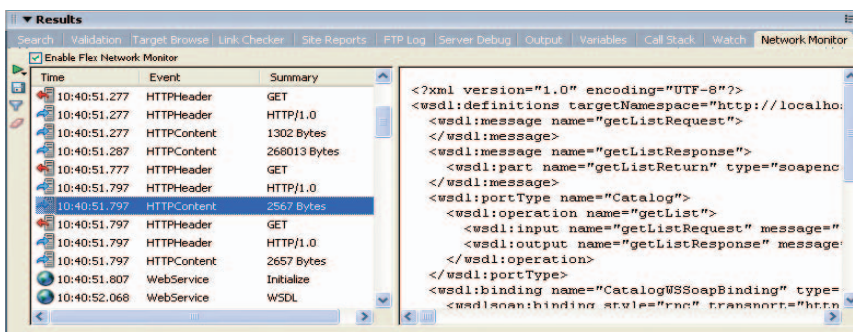 Results
Search Validation Target Browse Link Checker Site Reports FTP Log Server Debug Output Variables Call Stack Watch Network Monitor
Enable Flex Network Monitor
Time Event Summary
10:40:51.277 HTTPHeader GET
10:40:51.277 HTTPHeader HTTP/1.0
10:40:51.277 HTTPContent 1302 Bytes
10:40:51.287 HTTPContent 268013 Bytes
10:40:51.777 HTTPHeader GET
10:40:51.797 HTTPHeader HTTP/1.0
10:40:51.797 HTTPContent 2567 Bytes
10:40:51.797 HTTPHeader GET
10:40:51.797 HTTPHeader HTTP/1.0
10:40:51.797 HTTPContent 2657 Bytes
10:40:51.807 WebService Initialize
10:40:52.068 WebService WSDL
<?xml version="1.0" encoding="UTF-8"?>
<wsdl:definitions targetNamespace="http://localho
<wsdl:message name="getListRequest">
</wsdl:message>
<wsdl:message name="getListResponse">
<wsdl:part name="getListReturn" type="soapenc
</wsdl:message>
<wsdl:portType name="Catalog">
<wsdl:operation name="getList">
<wsdl:input name="getListRequest" message="
<wsdl:output name="getListResponse" message
</wsdl:operation>
</wsdl:portType>
<wsdl:binding name="CatalogWSSoapBinding" type=
<wsdlsoap:binding style="rpc" transport="http